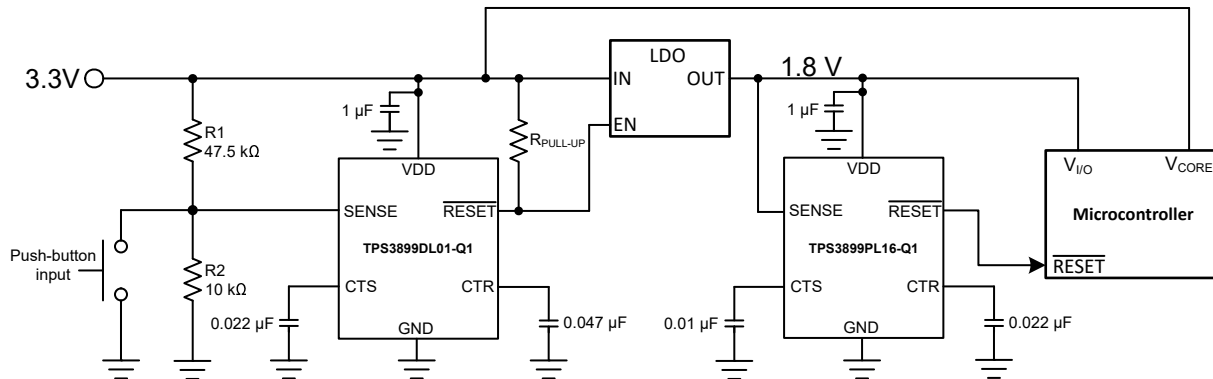 LDO
3.3V
IN
OUT
1.8 V
EN
1 µF
R1
47.5 kΩ
RPULL-UP
1 µF
VDD
VDD
VI/O
VCORE
SENSE
RESET
SENSE
RESET
Microcontroller
TPS3899DL01-Q1
TPS3899PL16-Q1
Push-button
input
R2
10 kΩ
RESET
CTS
CTR
CTS
CTR
0.022 µF
0.047 µF
0.01 µF
0.022 µF
GND
GND